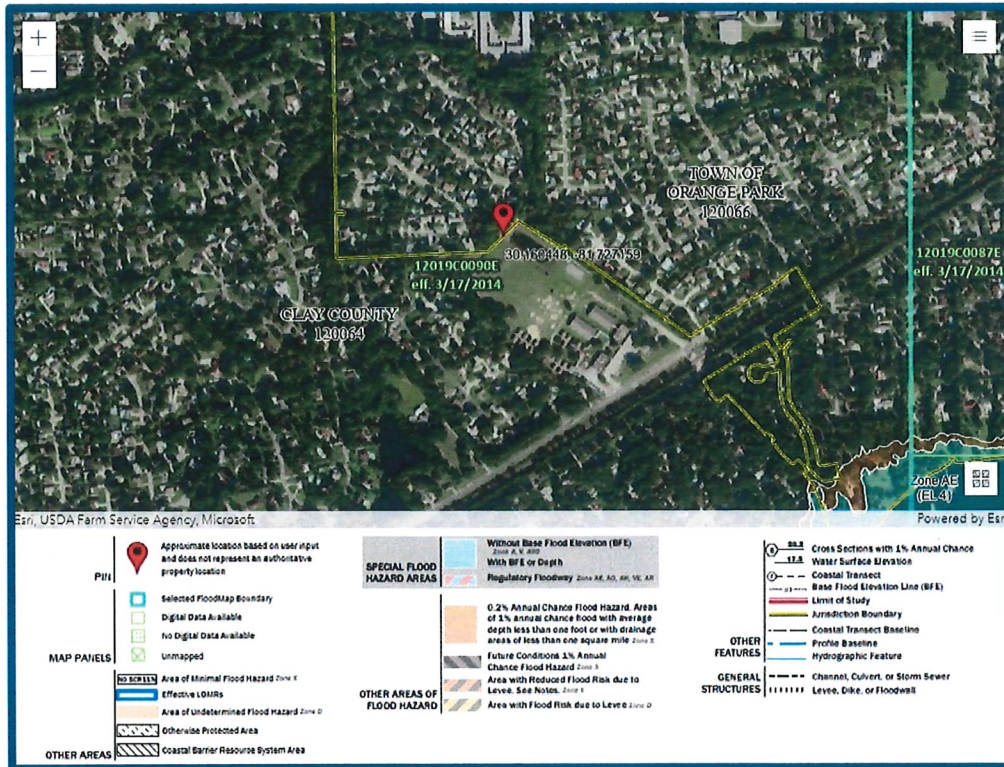 +
−
TOWN OF
ORANGE PARK
120066
30.160448, -81.727159
12019C0090E
eff. 3/17/2014
12019C0087E
eff. 3/17/2014
CLAY COUNTY
120064
Zone AE
(EL 4)
Esri, USDA Farm Service Agency, Microsoft
Powered by Esr
PIN
Approximate location based on user input
and does not represent an authoritative
property location
MAP PANELS
Selected FloodMap Boundary
Digital Data Available
No Digital Data Available
Unmapped
OTHER AREAS
NO SCREEN Area of Minimal Flood Hazard Zone X
Effective LOMRs
Area of Undetermined Flood Hazard Zone D
Otherwise Protected Area
Coastal Barrier Resource System Area
SPECIAL FLOOD
HAZARD AREAS
Without Base Flood Elevation (BFE)
Zone A, V, A99
With BFE or Depth
Regulatory Floodway Zone AE, AO, AH, VE, AR
OTHER AREAS OF
FLOOD HAZARD
0.2% Annual Chance Flood Hazard, Areas
of 1% annual chance flood with average
depth less than one foot or with drainage
areas of less than one square mile Zone X
Future Conditions 1% Annual
Chance Flood Hazard Zone X
Area with Reduced Flood Risk due to
Levee. See Notes. Zone X
Area with Flood Risk due to Levee Zone D
OTHER
FEATURES
20.2 Cross Sections with 1% Annual Chance
17.5 Water Surface Elevation
Coastal Transect
Base Flood Elevation Line (BFE)
Limit of Study
Jurisdiction Boundary
Coastal Transect Baseline
Profile Baseline
Hydrographic Feature
GENERAL
STRUCTURES
Channel, Culvert, or Storm Sewer
Levee, Dike, or Floodwall